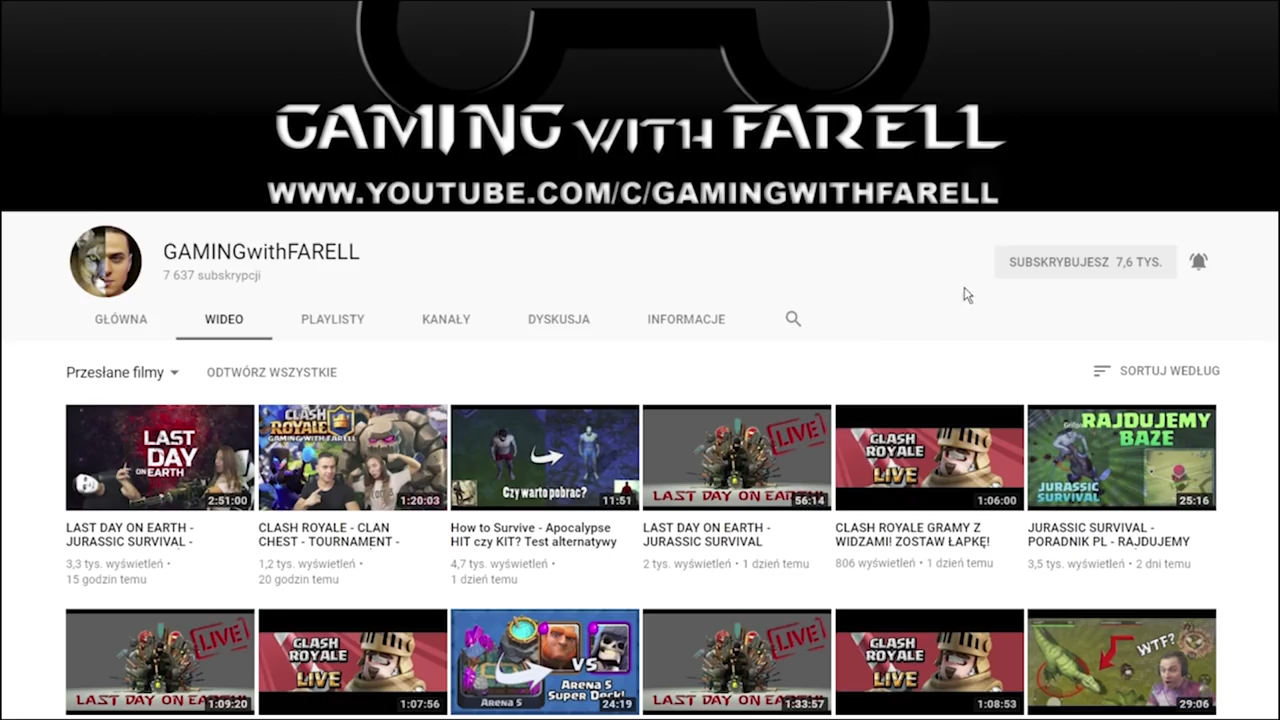 GAMING WITH FARELL
WWW.YOUTUBE.COM/C/GAMINGWITHFARELL
GAMINGwithFARELL
7 637 subskrypcji
SUBSKRYBUJESZ 7,6 TYS.
GŁÓWNA WIDEO PLAYLISTY KANAŁY DYSKUSJA INFORMACJE
Przesłane filmy ODTWÓRZ WSZYSTKIE SORTUJ WEDŁUG
LAST
DAY
ON EARTH
2:51:00
CLASH
ROYALE
GAMING WITH FARELL
1:20:03
Czy warto pobrać?
11:51
LIVE
LAST DAY ON EARTH
56:14
CLASH
ROYALE
LIVE
1:06:00
RAJDUJEMY
BAZE
JURASSIC
SURVIVAL
25:16
LAST DAY ON EARTH -
JURASSIC SURVIVAL -
3,3 tys. wyświetleń •
15 godzin temu
CLASH ROYALE - CLAN
CHEST - TOURNAMENT -
1,2 tys. wyświetleń •
20 godzin temu
How to Survive - Apocalypse
HIT czy KIT? Test alternatywy
4,7 tys. wyświetleń •
1 dzień temu
LAST DAY ON EARTH -
JURASSIC SURVIVAL
2 tys. wyświetleń • 1 dzień temu
CLASH ROYALE GRAMY Z
WIDZAMI! ZOSTAW ŁAPKĘ!
806 wyświetleń • 1 dzień temu
JURASSIC SURVIVAL -
PORADNIK PL - RAJDUJEMY
3,5 tys. wyświetleń • 2 dni temu
LIVE
LAST DAY ON EARTH
1:09:20
CLASH
ROYALE
LIVE
1:07:56
VS
Arena 5
Super Deck!
Arena 5
24:19
LIVE
LAST DAY ON EARTH
1:33:57
CLASH
ROYALE
LIVE
1:08:53
WTF?
29:06